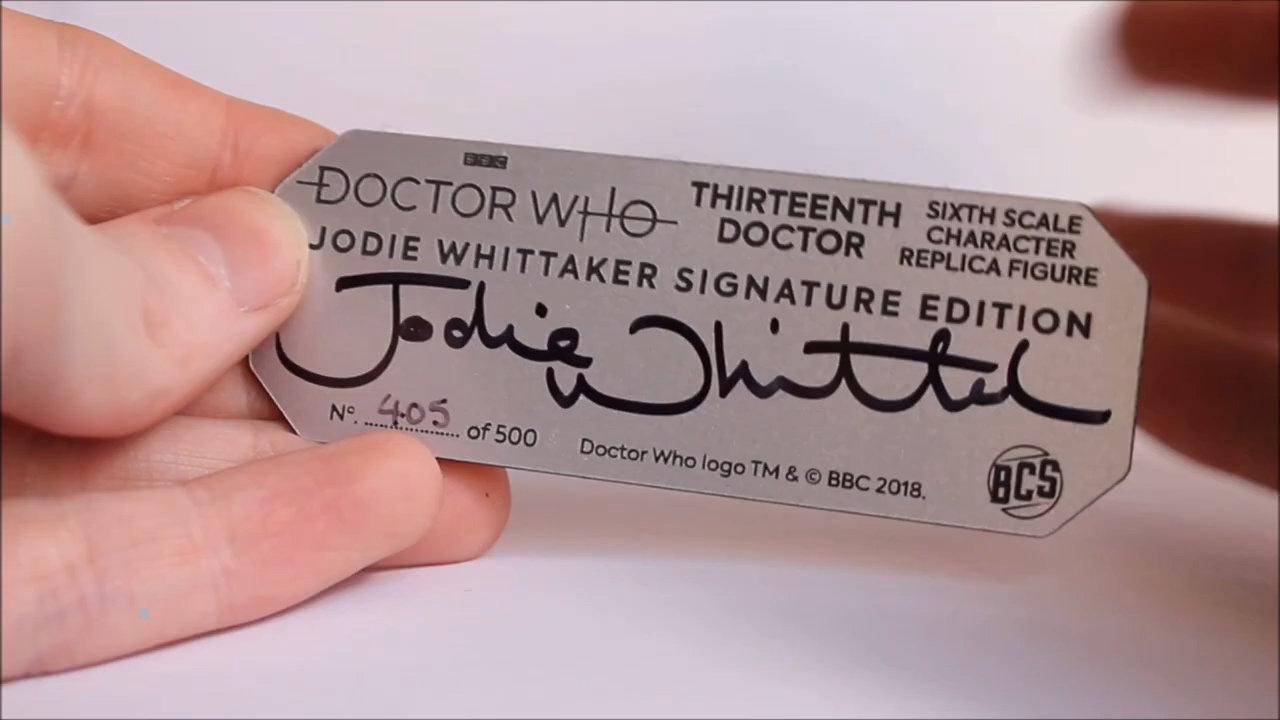 BBC
DOCTOR WHO
THIRTEENTH
DOCTOR
SIXTH SCALE
CHARACTER
REPLICA FIGURE
JODIE WHITTAKER SIGNATURE EDITION
Jodie Whittaker
Nº. 405 of 500
Doctor Who logo TM & © BBC 2018.
BCS